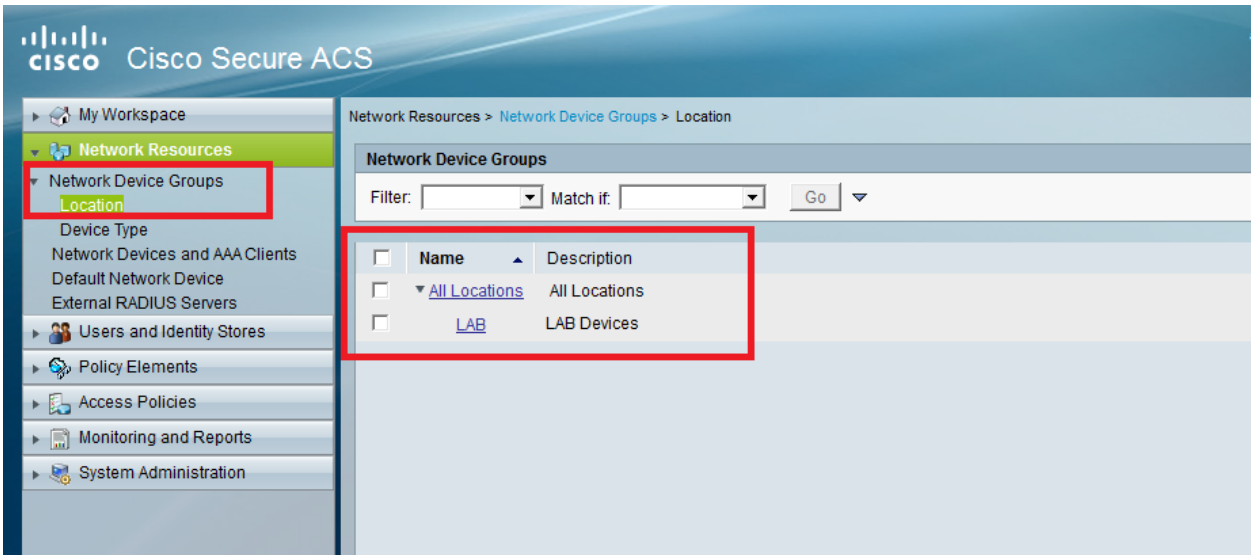 CISCO Cisco Secure ACS
My Workspace
Network Resources
Network Device Groups
Location
Device Type
Network Devices and AAA Clients
Default Network Device
External RADIUS Servers
Users and Identity Stores
Policy Elements
Access Policies
Monitoring and Reports
System Administration
Network Resources > Network Device Groups > Location
Network Device Groups
Filter: Match if: Go
Name Description
All Locations All Locations
LAB LAB Devices